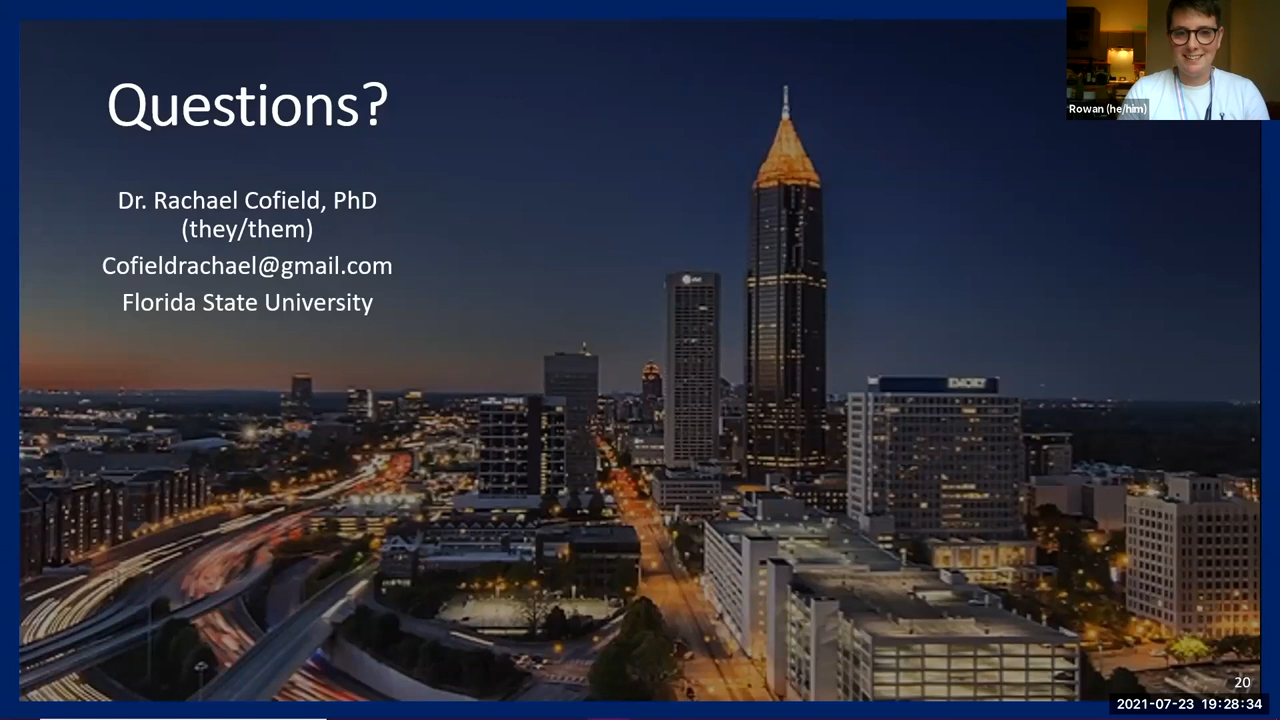 Questions?
Dr. Rachael Cofield, PhD
(they/them)
Cofieldrachael@gmail.com
Florida State University
Rowan (he/him)
at&t
EMORY
20
2021-07-23 19:28:34